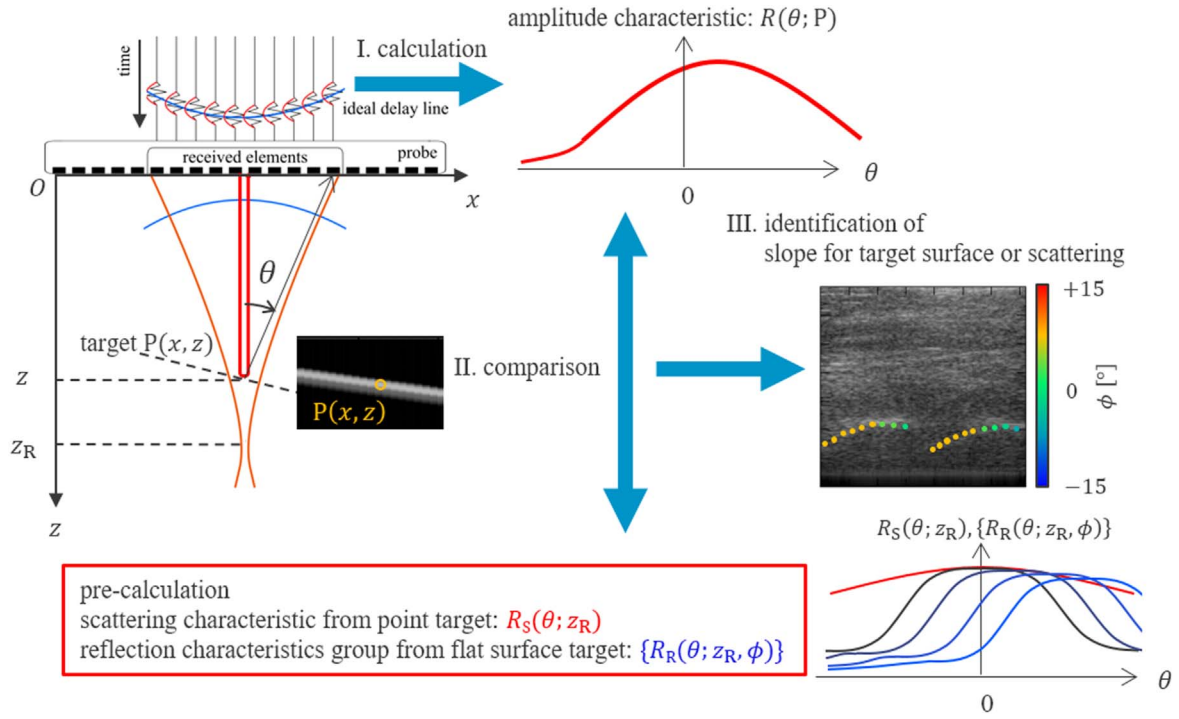 amplitude characteristic: R(θ; P)
time
I. calculation
ideal delay line
received elements
probe
O
x
0
θ
θ
target P(x, z)
z
z_R
z
P(x, z)
II. comparison
III. identification of
slope for target surface or scattering
+15
0
−15
ϕ [°]
R_S(θ; z_R), {R_R(θ; z_R, ϕ)}
0
θ
pre-calculation
scattering characteristic from point target: R_S(θ; z_R)
reflection characteristics group from flat surface target: {R_R(θ; z_R, ϕ)}